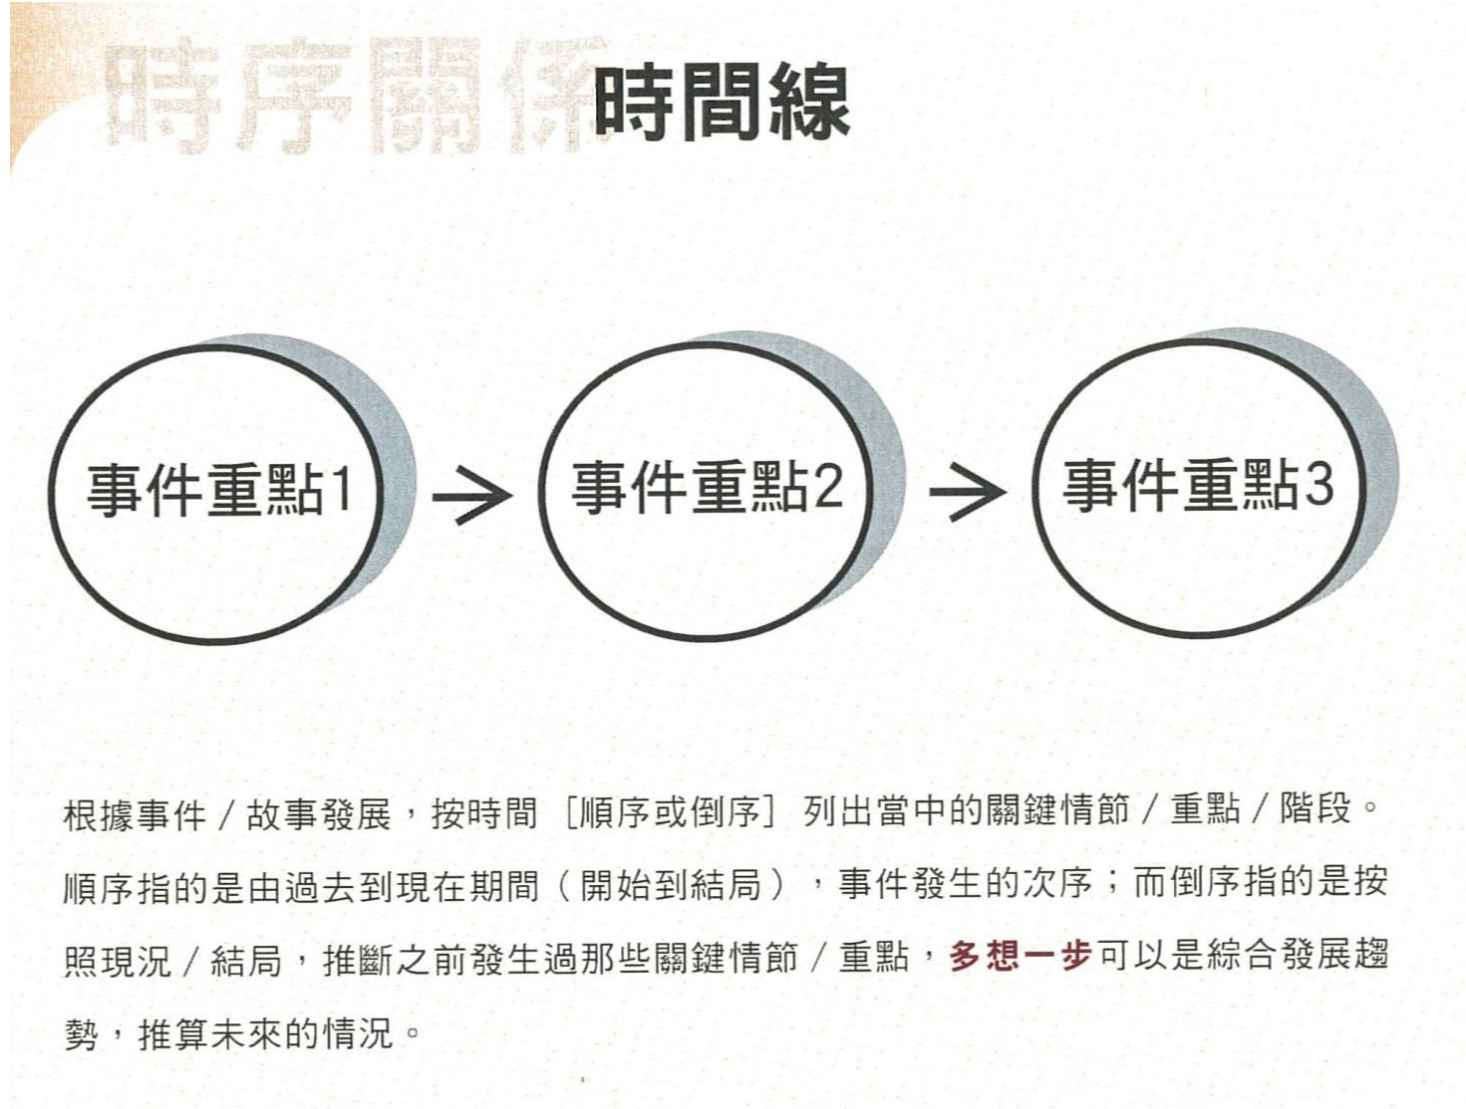 時序關係
時間線
事件重點1 → 事件重點2 → 事件重點3
根據事件／故事發展，按時間［順序或倒序］列出當中的關鍵情節／重點／階段。
順序指的是由過去到現在期間（開始到結局），事件發生的次序；而倒序指的是按
照現況／結局，推斷之前發生過那些關鍵情節／重點，多想一步可以是綜合發展趨
勢，推算未來的情況。